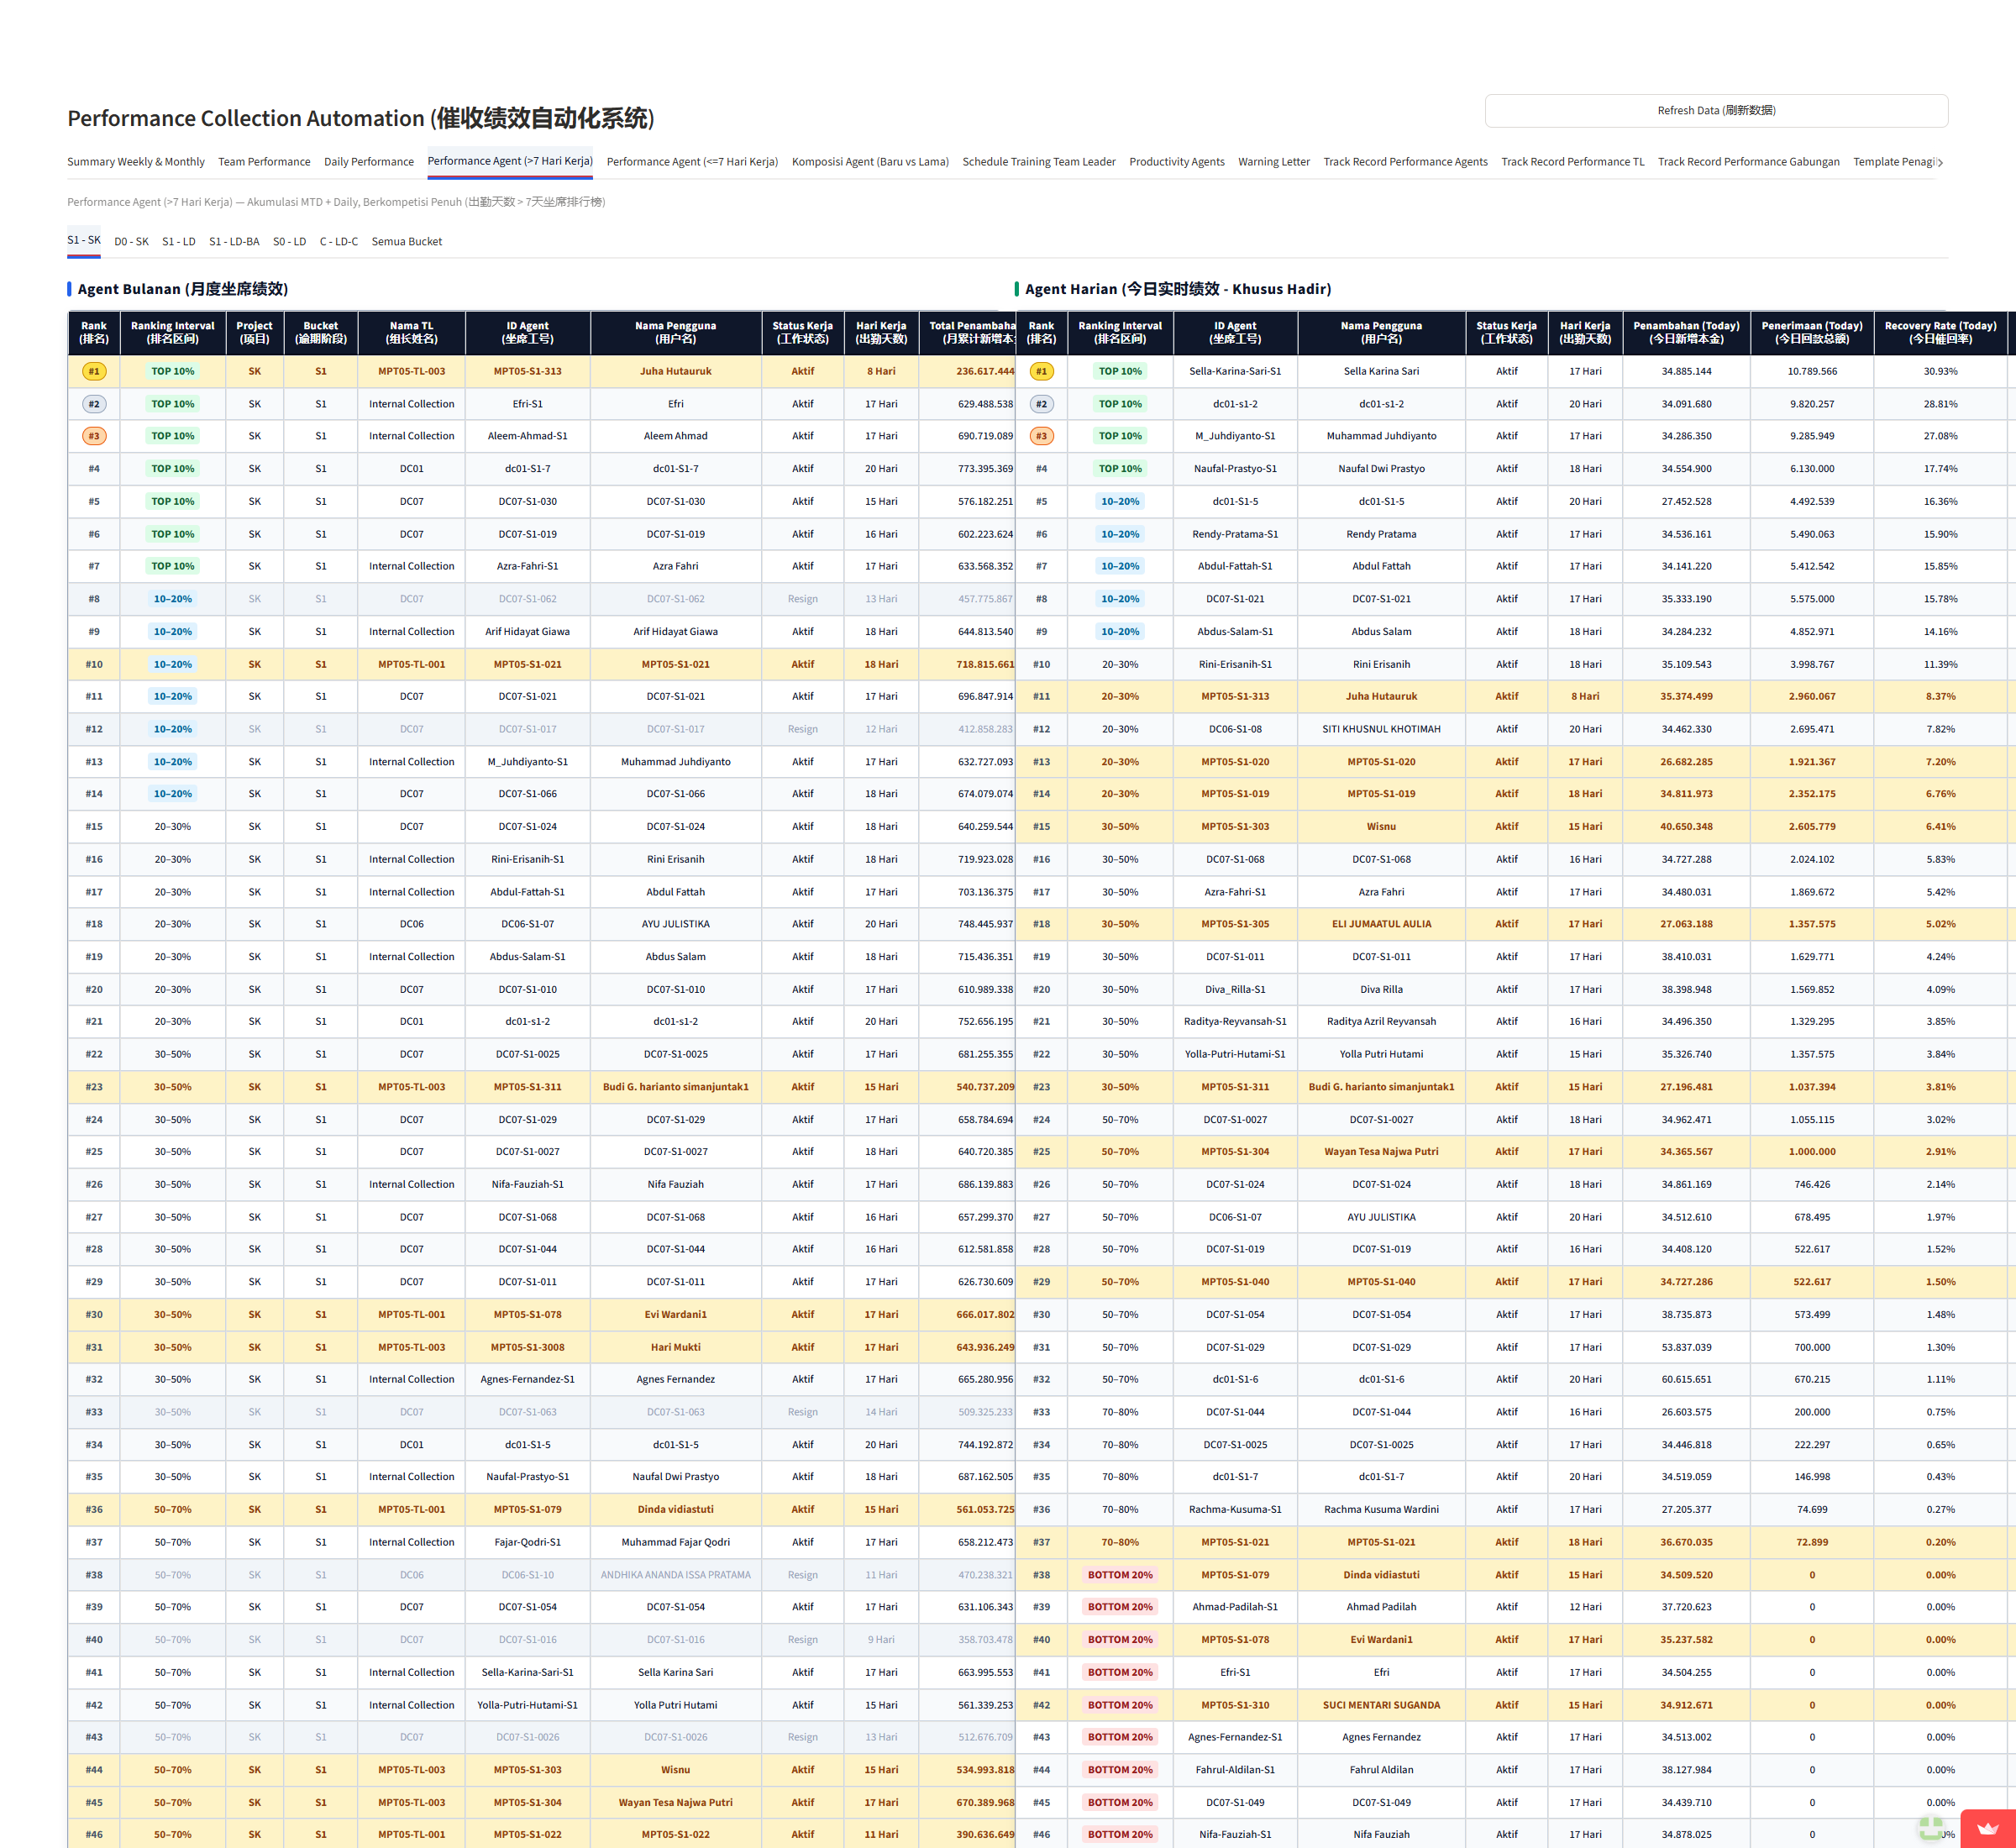 Performance Collection Automation (催收绩效自动化系统)
Refresh Data (刷新数据)
Summary Weekly & Monthly Team Performance Daily Performance Performance Agent (>7 Hari Kerja) Performance Agent (<=7 Hari Kerja) Komposisi Agent (Baru vs Lama) Schedule Training Team Leader Productivity Agents Warning Letter Track Record Performance Agents Track Record Performance TL Track Record Performance Gabungan Template Penagi
Performance Agent (>7 Hari Kerja) — Akumulasi MTD + Daily, Berkompetisi Penuh (出勤天数 > 7天坐席排行榜)
S1 - SK D0 - SK S1 - LD S1 - LD-BA S0 - LD C - LD-C Semua Bucket
Agent Bulanan (月度坐席绩效)
Rank Ranking Interval Project Bucket Nama TL ID Agent Nama Pengguna Status Kerja Hari Kerja Total Penambaha
(排名) (排名区间) (项目) (逾期阶段) (组长姓名) (坐席工号) (用户名) (工作状态) (出勤天数) (月累计新增本
#1 TOP 10% SK S1 MPT05-TL-003 MPT05-S1-313 Juha Hutauruk Aktif 8 Hari 236.617.444
#2 TOP 10% SK S1 Internal Collection Efri-S1 Efri Aktif 17 Hari 629.488.538
#3 TOP 10% SK S1 Internal Collection Aleem-Ahmad-S1 Aleem Ahmad Aktif 17 Hari 690.719.089
#4 TOP 10% SK S1 DC01 dc01-S1-7 dc01-S1-7 Aktif 20 Hari 773.395.369
#5 TOP 10% SK S1 DC07 DC07-S1-030 DC07-S1-030 Aktif 15 Hari 576.182.251
#6 TOP 10% SK S1 DC07 DC07-S1-019 DC07-S1-019 Aktif 16 Hari 602.223.624
#7 TOP 10% SK S1 Internal Collection Azra-Fahri-S1 Azra Fahri Aktif 17 Hari 633.568.352
#8 10–20% SK S1 DC07 DC07-S1-062 DC07-S1-062 Resign 13 Hari 457.775.867
#9 10–20% SK S1 Internal Collection Arif Hidayat Giawa Arif Hidayat Giawa Aktif 18 Hari 644.813.540
#10 10–20% SK S1 MPT05-TL-001 MPT05-S1-021 MPT05-S1-021 Aktif 18 Hari 718.815.661
#11 10–20% SK S1 DC07 DC07-S1-021 DC07-S1-021 Aktif 17 Hari 696.847.914
#12 10–20% SK S1 DC07 DC07-S1-017 DC07-S1-017 Resign 12 Hari 412.858.283
#13 10–20% SK S1 Internal Collection M_Juhdiyanto-S1 Muhammad Juhdiyanto Aktif 17 Hari 632.727.093
#14 10–20% SK S1 DC07 DC07-S1-066 DC07-S1-066 Aktif 18 Hari 674.079.074
#15 20–30% SK S1 DC07 DC07-S1-024 DC07-S1-024 Aktif 18 Hari 640.259.544
#16 20–30% SK S1 Internal Collection Rini-Erisanih-S1 Rini Erisanih Aktif 18 Hari 719.923.028
#17 20–30% SK S1 Internal Collection Abdul-Fattah-S1 Abdul Fattah Aktif 17 Hari 703.136.375
#18 20–30% SK S1 DC06 DC06-S1-07 AYU JULISTIKA Aktif 20 Hari 748.445.937
#19 20–30% SK S1 Internal Collection Abdus-Salam-S1 Abdus Salam Aktif 18 Hari 715.436.351
#20 20–30% SK S1 DC07 DC07-S1-010 DC07-S1-010 Aktif 17 Hari 610.989.338
#21 20–30% SK S1 DC01 dc01-s1-2 dc01-s1-2 Aktif 20 Hari 752.656.195
#22 30–50% SK S1 DC07 DC07-S1-0025 DC07-S1-0025 Aktif 17 Hari 681.255.355
#23 30–50% SK S1 MPT05-TL-003 MPT05-S1-311 Budi G. harianto simanjuntak1 Aktif 15 Hari 540.737.209
#24 30–50% SK S1 DC07 DC07-S1-029 DC07-S1-029 Aktif 17 Hari 658.784.694
#25 30–50% SK S1 DC07 DC07-S1-0027 DC07-S1-0027 Aktif 18 Hari 640.720.385
#26 30–50% SK S1 Internal Collection Nifa-Fauziah-S1 Nifa Fauziah Aktif 17 Hari 686.139.883
#27 30–50% SK S1 DC07 DC07-S1-068 DC07-S1-068 Aktif 16 Hari 657.299.370
#28 30–50% SK S1 DC07 DC07-S1-044 DC07-S1-044 Aktif 16 Hari 612.581.858
#29 30–50% SK S1 DC07 DC07-S1-011 DC07-S1-011 Aktif 17 Hari 626.730.609
#30 30–50% SK S1 MPT05-TL-001 MPT05-S1-078 Evi Wardani1 Aktif 17 Hari 666.017.802
#31 30–50% SK S1 MPT05-TL-003 MPT05-S1-3008 Hari Mukti Aktif 17 Hari 643.936.249
#32 30–50% SK S1 Internal Collection Agnes-Fernandez-S1 Agnes Fernandez Aktif 17 Hari 665.280.956
#33 30–50% SK S1 DC07 DC07-S1-063 DC07-S1-063 Resign 14 Hari 509.325.233
#34 30–50% SK S1 DC01 dc01-S1-5 dc01-S1-5 Aktif 20 Hari 744.192.872
#35 30–50% SK S1 Internal Collection Naufal-Prastyo-S1 Naufal Dwi Prastyo Aktif 18 Hari 687.162.505
#36 50–70% SK S1 MPT05-TL-001 MPT05-S1-079 Dinda vidiastuti Aktif 15 Hari 561.053.725
#37 50–70% SK S1 Internal Collection Fajar-Qodri-S1 Muhammad Fajar Qodri Aktif 17 Hari 658.212.473
#38 50–70% SK S1 DC06 DC06-S1-10 ANDHIKA ANANDA ISSA PRATAMA Resign 11 Hari 470.238.321
#39 50–70% SK S1 DC07 DC07-S1-054 DC07-S1-054 Aktif 17 Hari 631.106.343
#40 50–70% SK S1 DC07 DC07-S1-016 DC07-S1-016 Resign 9 Hari 358.703.478
#41 50–70% SK S1 Internal Collection Sella-Karina-Sari-S1 Sella Karina Sari Aktif 17 Hari 663.995.553
#42 50–70% SK S1 Internal Collection Yolla-Putri-Hutami-S1 Yolla Putri Hutami Aktif 15 Hari 561.339.253
#43 50–70% SK S1 DC07 DC07-S1-0026 DC07-S1-0026 Resign 13 Hari 512.676.709
#44 50–70% SK S1 MPT05-TL-003 MPT05-S1-303 Wisnu Aktif 15 Hari 534.993.818
#45 50–70% SK S1 MPT05-TL-003 MPT05-S1-304 Wayan Tesa Najwa Putri Aktif 17 Hari 670.389.968
#46 50–70% SK S1 MPT05-TL-001 MPT05-S1-022 MPT05-S1-022 Aktif 11 Hari 390.636.649
Agent Harian (今日实时绩效 - Khusus Hadir)
Rank Ranking Interval ID Agent Nama Pengguna Status Kerja Hari Kerja Penambahan (Today) Penerimaan (Today) Recovery Rate (Today)
(排名) (排名区间) (坐席工号) (用户名) (工作状态) (出勤天数) (今日新增本金) (今日回款总额) (今日催回率)
#1 TOP 10% Sella-Karina-Sari-S1 Sella Karina Sari Aktif 17 Hari 34.885.144 10.789.566 30.93%
#2 TOP 10% dc01-s1-2 dc01-s1-2 Aktif 20 Hari 34.091.680 9.820.257 28.81%
#3 TOP 10% M_Juhdiyanto-S1 Muhammad Juhdiyanto Aktif 17 Hari 34.286.350 9.285.949 27.08%
#4 TOP 10% Naufal-Prastyo-S1 Naufal Dwi Prastyo Aktif 18 Hari 34.554.900 6.130.000 17.74%
#5 10–20% dc01-S1-5 dc01-S1-5 Aktif 20 Hari 27.452.528 4.492.539 16.36%
#6 10–20% Rendy-Pratama-S1 Rendy Pratama Aktif 17 Hari 34.536.161 5.490.063 15.90%
#7 10–20% Abdul-Fattah-S1 Abdul Fattah Aktif 17 Hari 34.141.220 5.412.542 15.85%
#8 10–20% DC07-S1-021 DC07-S1-021 Aktif 17 Hari 35.333.190 5.575.000 15.78%
#9 10–20% Abdus-Salam-S1 Abdus Salam Aktif 18 Hari 34.284.232 4.852.971 14.16%
#10 20–30% Rini-Erisanih-S1 Rini Erisanih Aktif 18 Hari 35.109.543 3.998.767 11.39%
#11 20–30% MPT05-S1-313 Juha Hutauruk Aktif 8 Hari 35.374.499 2.960.067 8.37%
#12 20–30% DC06-S1-08 SITI KHUSNUL KHOTIMAH Aktif 20 Hari 34.462.330 2.695.471 7.82%
#13 20–30% MPT05-S1-020 MPT05-S1-020 Aktif 17 Hari 26.682.285 1.921.367 7.20%
#14 20–30% MPT05-S1-019 MPT05-S1-019 Aktif 18 Hari 34.811.973 2.352.175 6.76%
#15 30–50% MPT05-S1-303 Wisnu Aktif 15 Hari 40.650.348 2.605.779 6.41%
#16 30–50% DC07-S1-068 DC07-S1-068 Aktif 16 Hari 34.727.288 2.024.102 5.83%
#17 30–50% Azra-Fahri-S1 Azra Fahri Aktif 17 Hari 34.480.031 1.869.672 5.42%
#18 30–50% MPT05-S1-305 ELI JUMAATUL AULIA Aktif 17 Hari 27.063.188 1.357.575 5.02%
#19 30–50% DC07-S1-011 DC07-S1-011 Aktif 17 Hari 38.410.031 1.629.771 4.24%
#20 30–50% Diva_Rilla-S1 Diva Rilla Aktif 17 Hari 38.398.948 1.569.852 4.09%
#21 30–50% Raditya-Reyvansah-S1 Raditya Azril Reyvansah Aktif 16 Hari 34.496.350 1.329.295 3.85%
#22 30–50% Yolla-Putri-Hutami-S1 Yolla Putri Hutami Aktif 15 Hari 35.326.740 1.357.575 3.84%
#23 30–50% MPT05-S1-311 Budi G. harianto simanjuntak1 Aktif 15 Hari 27.196.481 1.037.394 3.81%
#24 50–70% DC07-S1-0027 DC07-S1-0027 Aktif 18 Hari 34.962.471 1.055.115 3.02%
#25 50–70% MPT05-S1-304 Wayan Tesa Najwa Putri Aktif 17 Hari 34.365.567 1.000.000 2.91%
#26 50–70% DC07-S1-024 DC07-S1-024 Aktif 18 Hari 34.861.169 746.426 2.14%
#27 50–70% DC06-S1-07 AYU JULISTIKA Aktif 20 Hari 34.512.610 678.495 1.97%
#28 50–70% DC07-S1-019 DC07-S1-019 Aktif 16 Hari 34.408.120 522.617 1.52%
#29 50–70% MPT05-S1-040 MPT05-S1-040 Aktif 17 Hari 34.727.286 522.617 1.50%
#30 50–70% DC07-S1-054 DC07-S1-054 Aktif 17 Hari 38.735.873 573.499 1.48%
#31 50–70% DC07-S1-029 DC07-S1-029 Aktif 17 Hari 53.837.039 700.000 1.30%
#32 50–70% dc01-S1-6 dc01-S1-6 Aktif 20 Hari 60.615.651 670.215 1.11%
#33 70–80% DC07-S1-044 DC07-S1-044 Aktif 16 Hari 26.603.575 200.000 0.75%
#34 70–80% DC07-S1-0025 DC07-S1-0025 Aktif 17 Hari 34.446.818 222.297 0.65%
#35 70–80% dc01-S1-7 dc01-S1-7 Aktif 20 Hari 34.519.059 146.998 0.43%
#36 70–80% Rachma-Kusuma-S1 Rachma Kusuma Wardini Aktif 17 Hari 27.205.377 74.699 0.27%
#37 70–80% MPT05-S1-021 MPT05-S1-021 Aktif 18 Hari 36.670.035 72.899 0.20%
#38 BOTTOM 20% MPT05-S1-079 Dinda vidiastuti Aktif 15 Hari 34.509.520 0 0.00%
#39 BOTTOM 20% Ahmad-Padilah-S1 Ahmad Padilah Aktif 12 Hari 37.720.623 0 0.00%
#40 BOTTOM 20% MPT05-S1-078 Evi Wardani1 Aktif 17 Hari 35.237.582 0 0.00%
#41 BOTTOM 20% Efri-S1 Efri Aktif 17 Hari 34.504.255 0 0.00%
#42 BOTTOM 20% MPT05-S1-310 SUCI MENTARI SUGANDA Aktif 15 Hari 34.912.671 0 0.00%
#43 BOTTOM 20% Agnes-Fernandez-S1 Agnes Fernandez Aktif 17 Hari 34.513.002 0 0.00%
#44 BOTTOM 20% Fahrul-Aldilan-S1 Fahrul Aldilan Aktif 17 Hari 38.127.984 0 0.00%
#45 BOTTOM 20% DC07-S1-049 DC07-S1-049 Aktif 17 Hari 34.439.710 0 0.00%
#46 BOTTOM 20% Nifa-Fauziah-S1 Nifa Fauziah Aktif 17 Hari 34.878.025 0